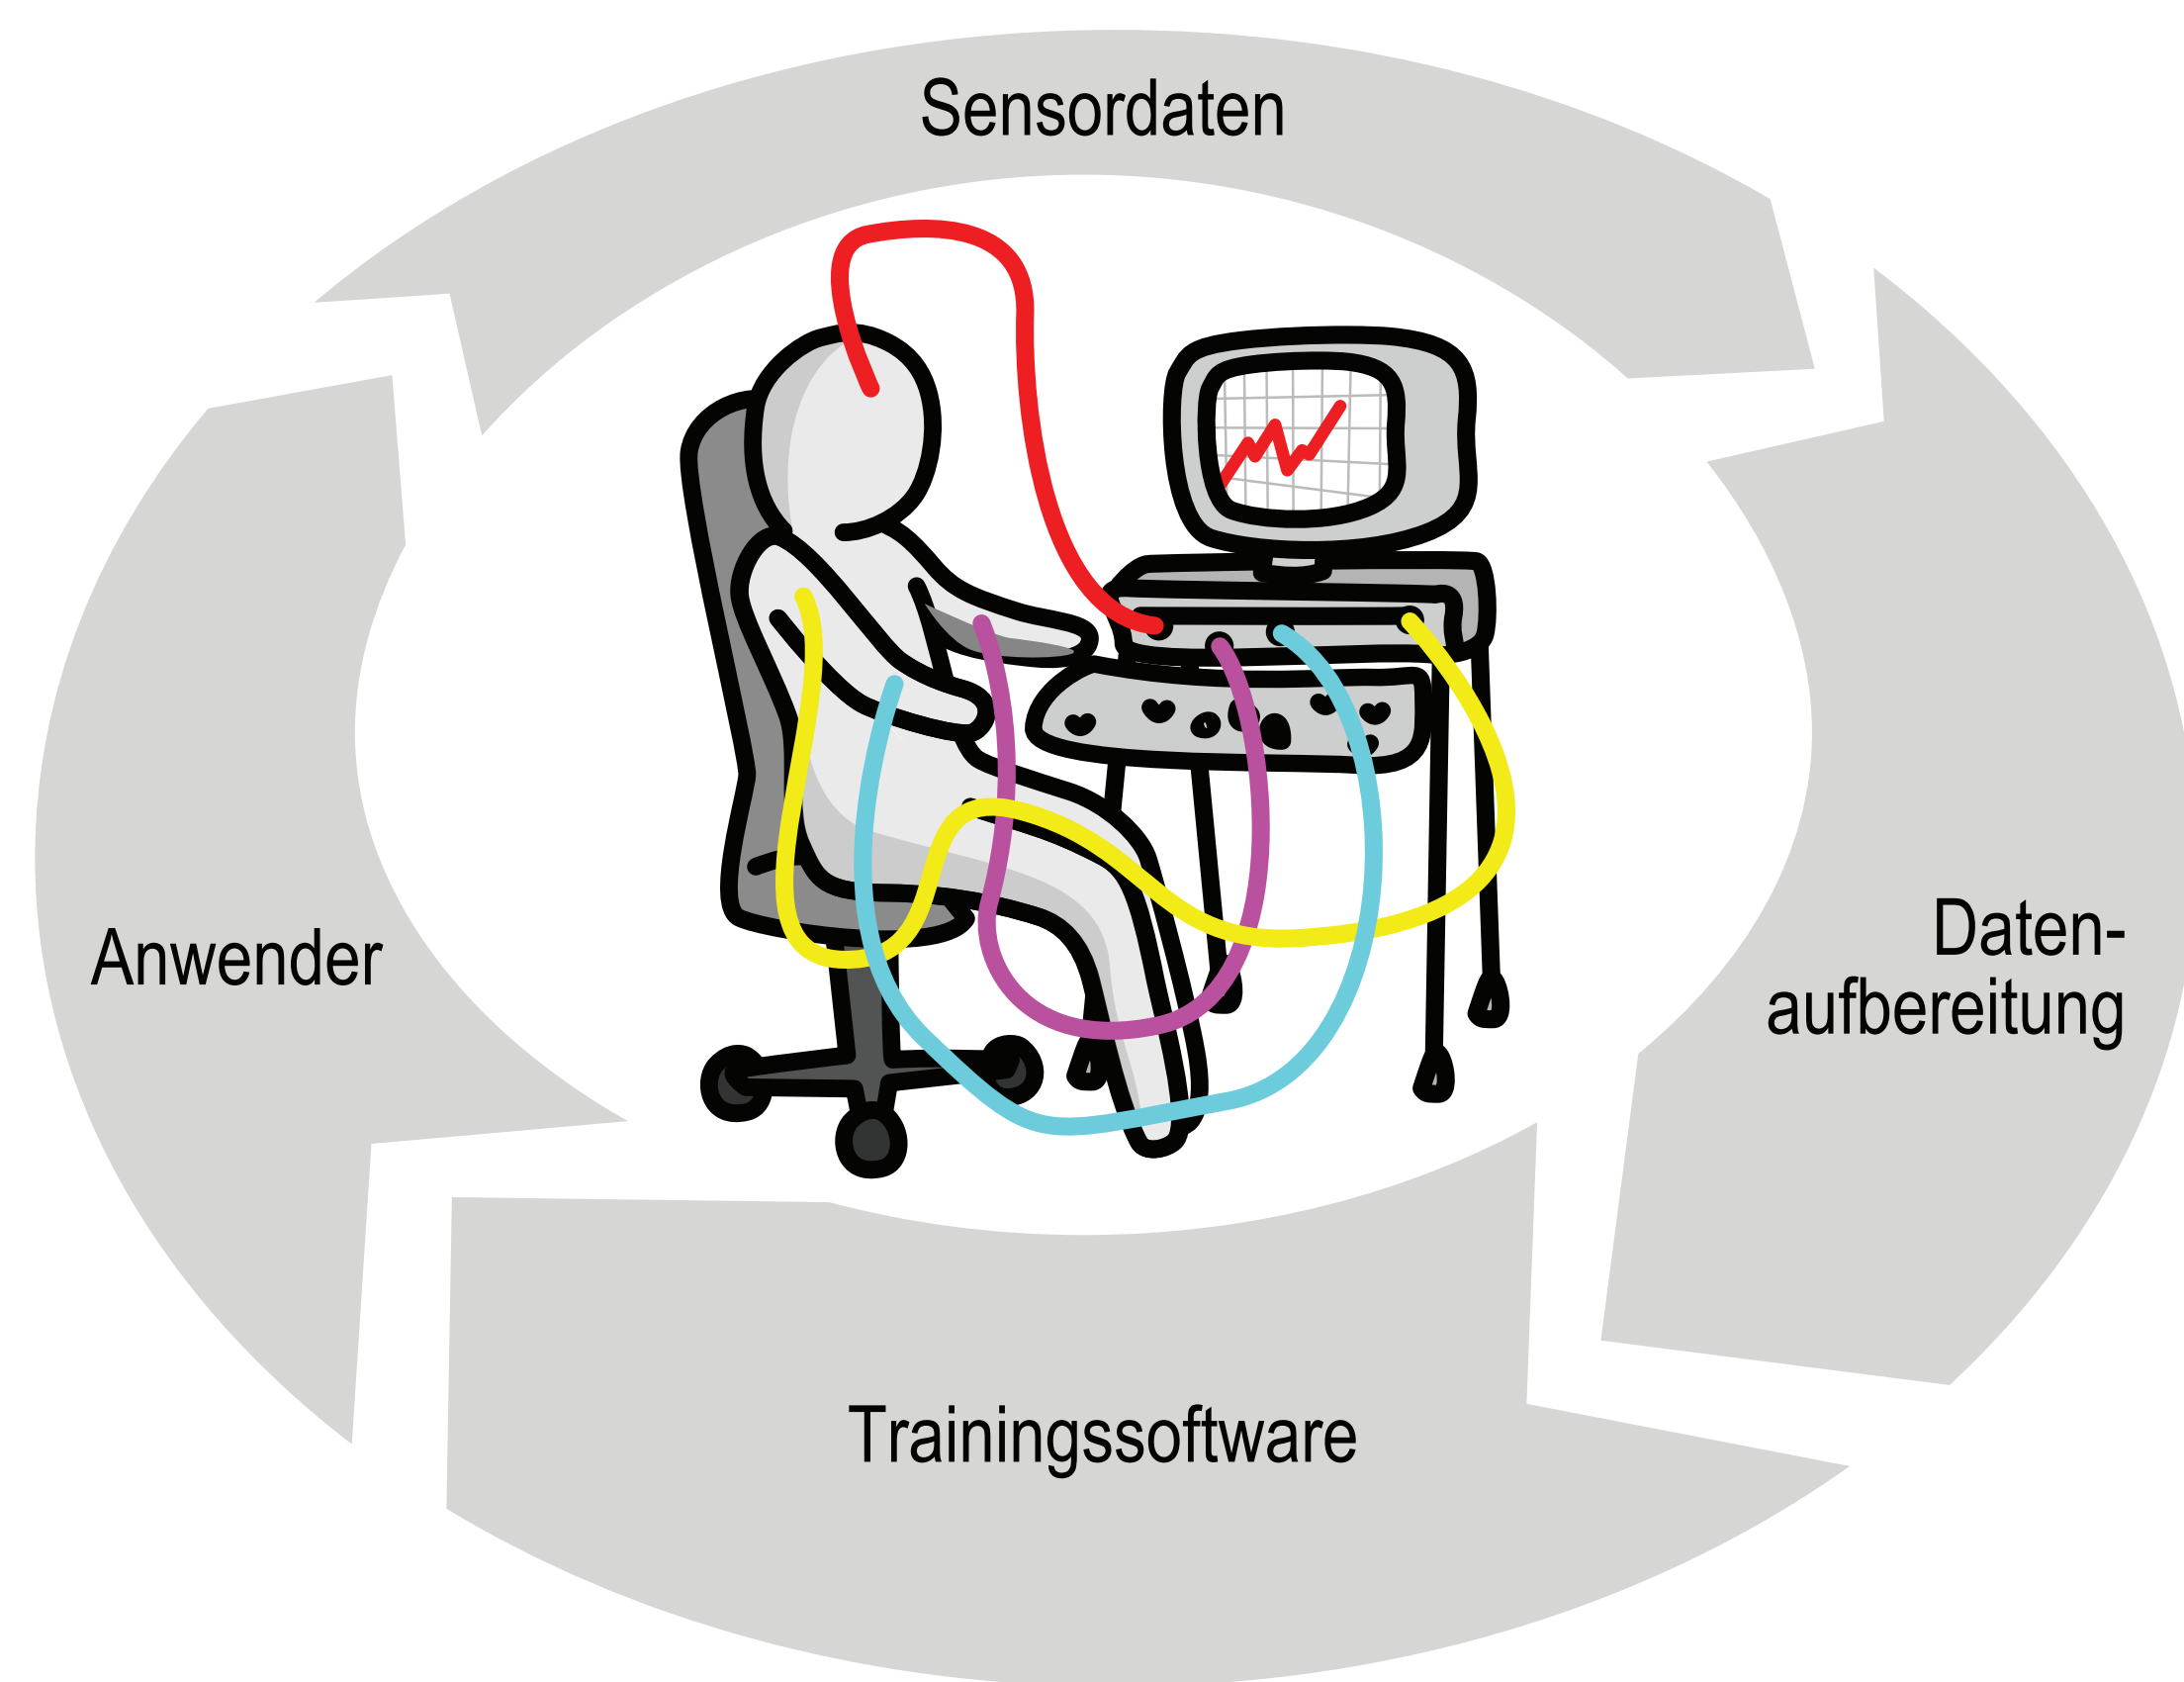 Sensordaten
Anwender
Daten-
aufbereitung
Trainingssoftware